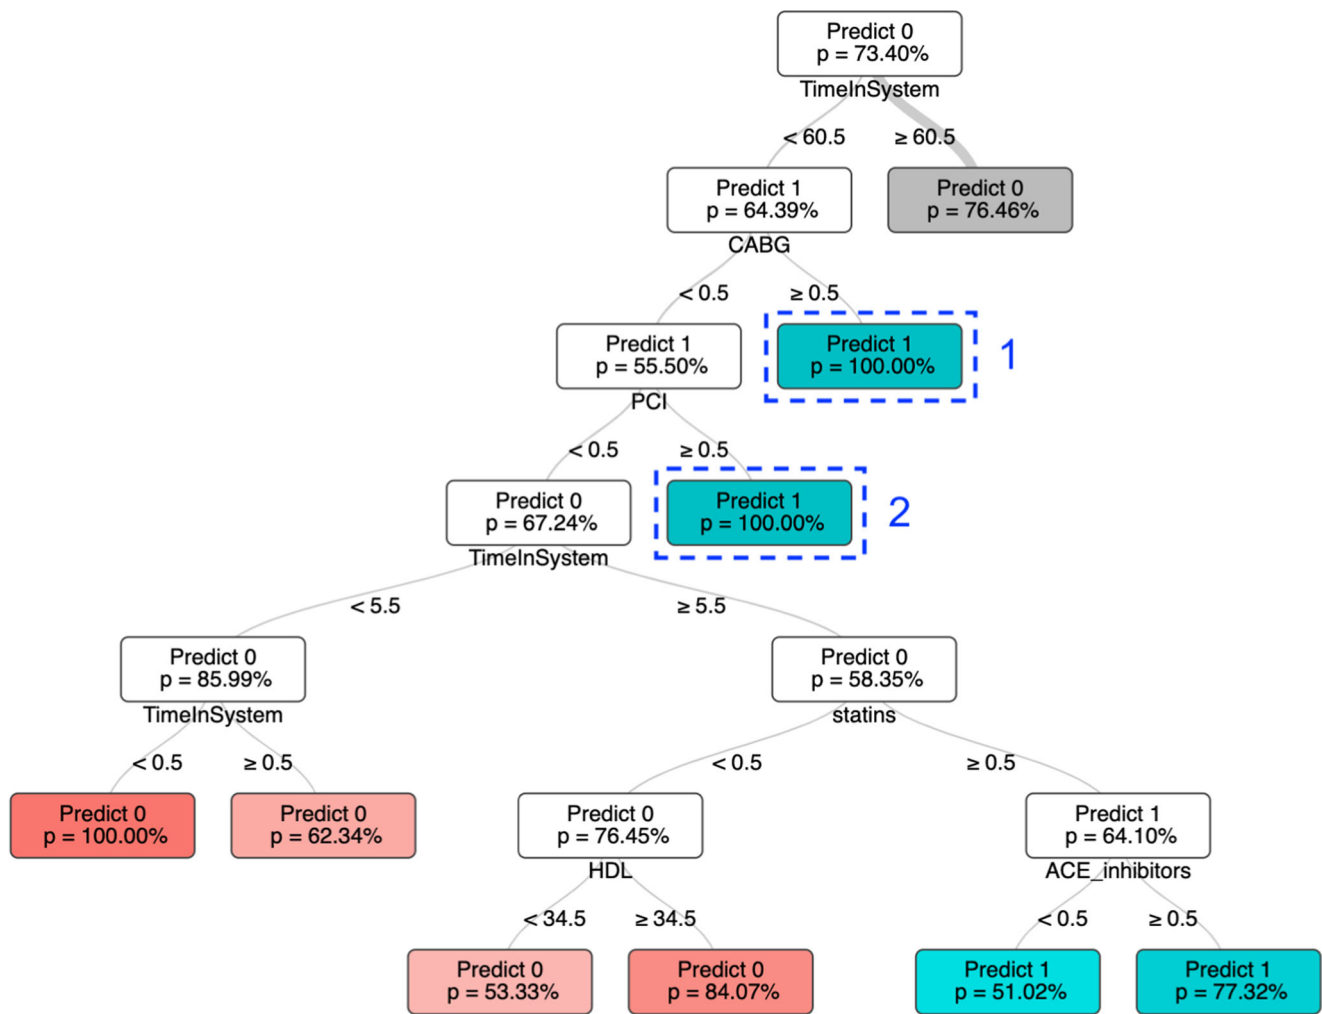 Predict 0
p = 73.40%
TimeInSystem
< 60.5
≥ 60.5
Predict 1
p = 64.39%
CABG
Predict 0
p = 76.46%
< 0.5
≥ 0.5
Predict 1
p = 55.50%
PCI
Predict 1
p = 100.00%
1
< 0.5
≥ 0.5
Predict 0
p = 67.24%
TimeInSystem
Predict 1
p = 100.00%
2
< 5.5
≥ 5.5
Predict 0
p = 85.99%
TimeInSystem
Predict 0
p = 58.35%
statins
< 0.5
≥ 0.5
< 0.5
≥ 0.5
Predict 0
p = 100.00%
Predict 0
p = 62.34%
Predict 0
p = 76.45%
HDL
Predict 1
p = 64.10%
ACE_inhibitors
< 34.5
≥ 34.5
< 0.5
≥ 0.5
Predict 0
p = 53.33%
Predict 0
p = 84.07%
Predict 1
p = 51.02%
Predict 1
p = 77.32%